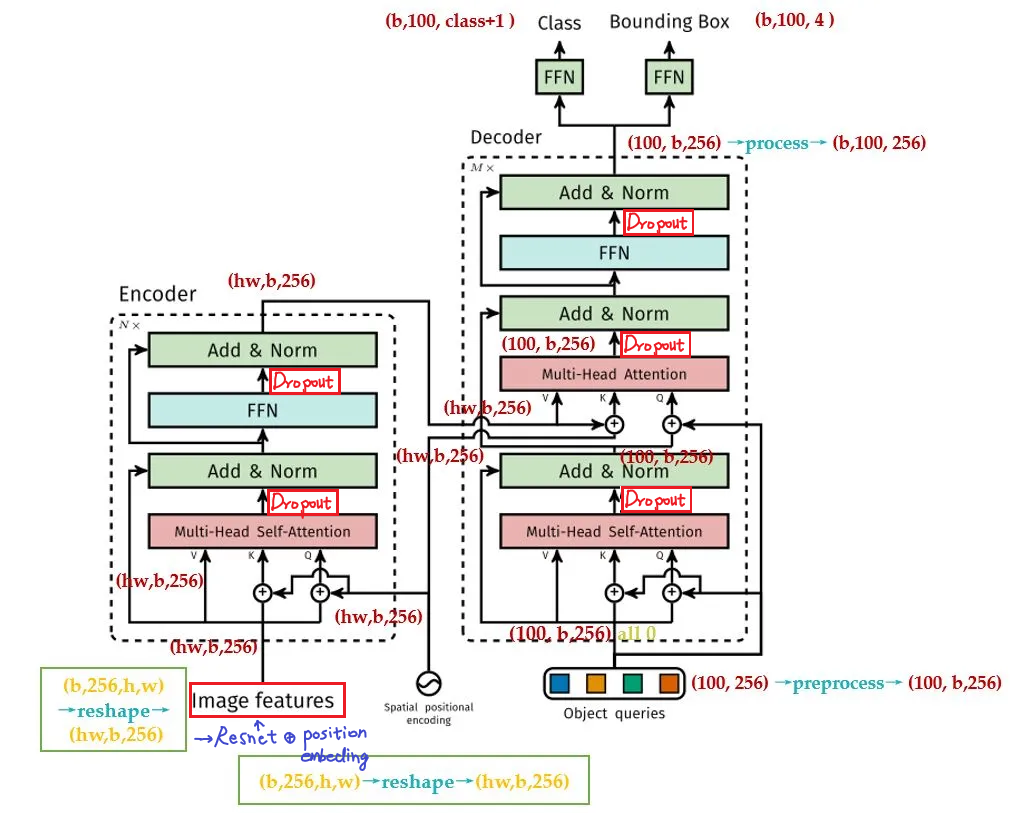 (b,100, class+1 ) Class Bounding Box (b,100, 4 )
FFN FFN
Decoder
(100, b,256) →process→ (b,100, 256)
M ×
Add & Norm
Dropout
FFN
Add & Norm
(100, b,256) Dropout
Multi-Head Attention
V K Q
(hw,b,256)
(hw,b,256)
(100, b,256)
Add & Norm
Dropout
Multi-Head Self-Attention
V K Q
(100, b,256) all 0
(hw,b,256)
Encoder
N ×
Add & Norm
Dropout
FFN
Add & Norm
Dropout
Multi-Head Self-Attention
V K Q
(hw,b,256)
(hw,b,256)
(hw,b,256)
(b,256,h,w)
→reshape→
(hw,b,256)
Image features
→Resnet ⊕ position
embeding
Spatial positional
encoding
(100, 256) →preprocess→ (100, b,256)
Object queries
(b,256,h,w)→reshape→(hw,b,256)